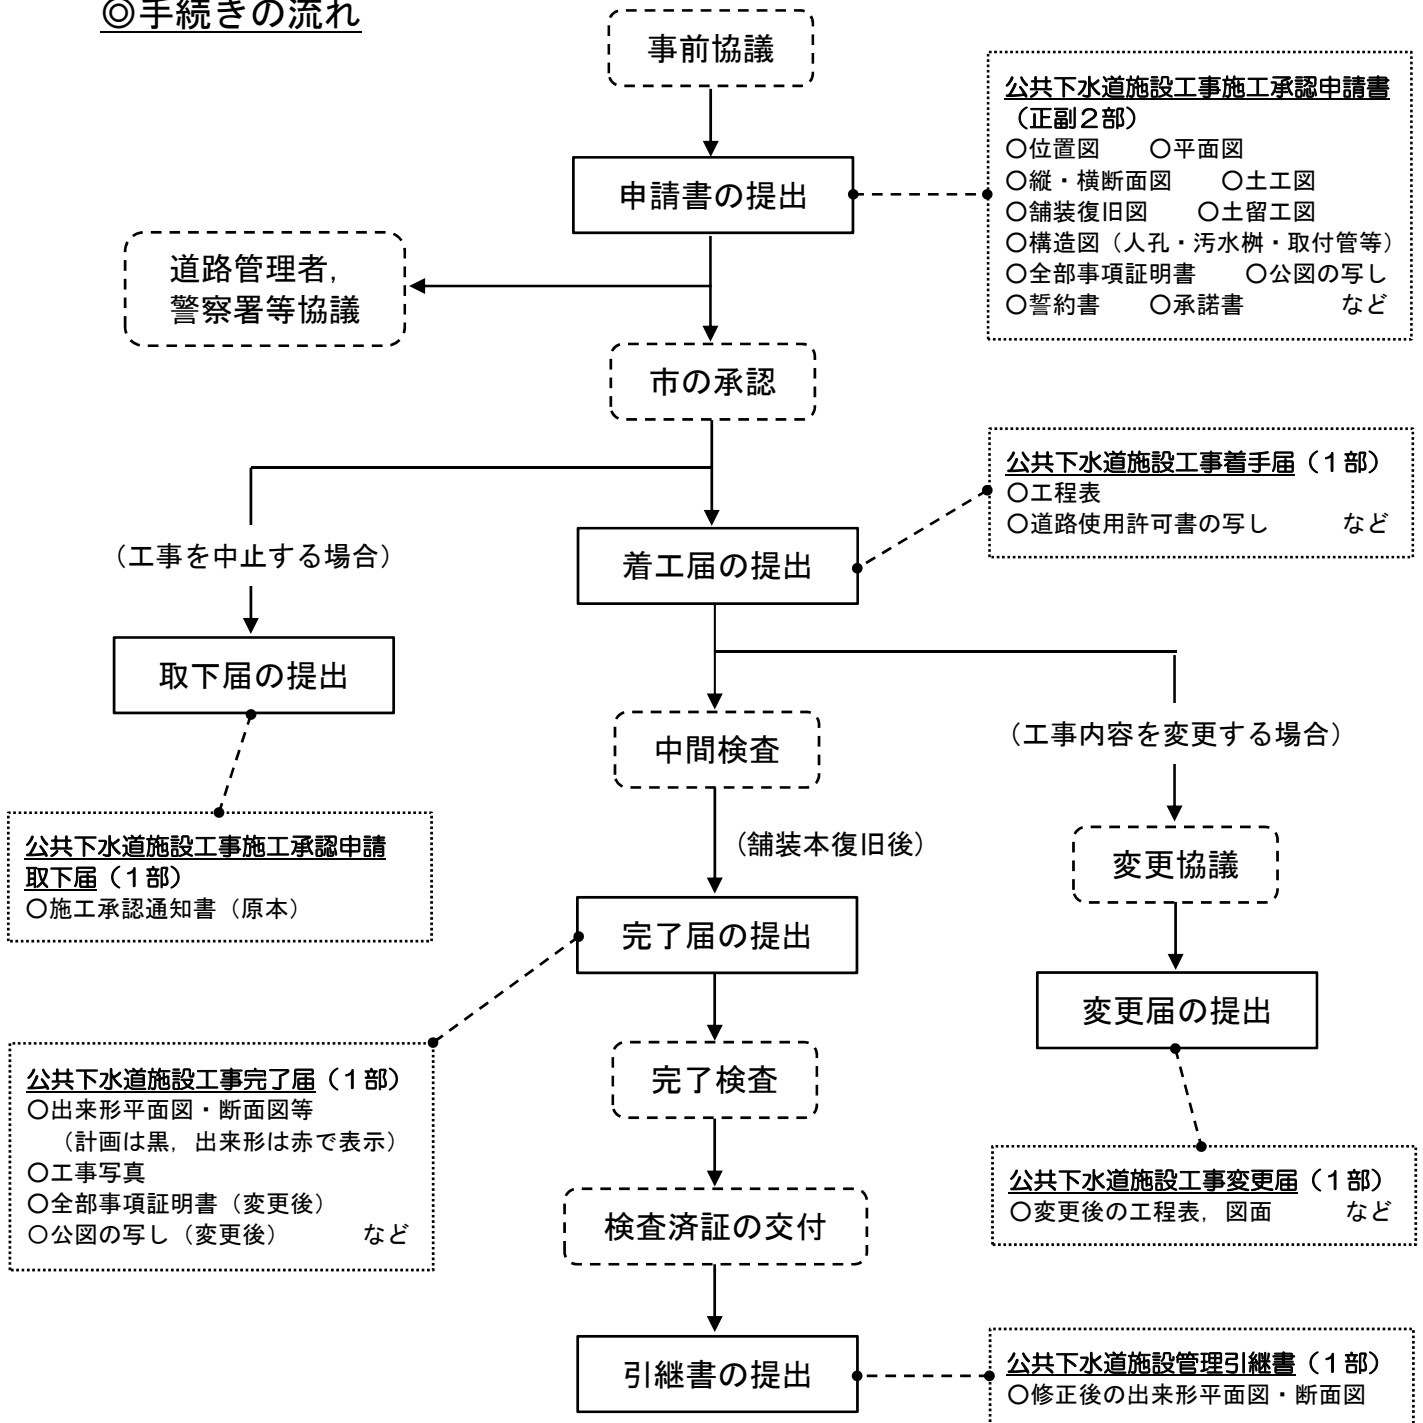 ◎手続きの流れ
事前協議
公共下水道施設工事施工承認申請書
（正副２部）
○位置図　　○平面図
○縦・横断面図　　○土工図
○舗装復旧図　　○土留工図
○構造図（人孔・汚水桝・取付管等）
○全部事項証明書　　○公図の写し
○誓約書　　○承諾書　　　　など
申請書の提出
道路管理者，
警察署等協議
市の承認
公共下水道施設工事着手届（１部）
○工程表
○道路使用許可書の写し　　　など
（工事を中止する場合）
着工届の提出
取下届の提出
中間検査
（工事内容を変更する場合）
公共下水道施設工事施工承認申請
取下届（１部）
○施工承認通知書（原本）
（舗装本復旧後）
変更協議
完了届の提出
変更届の提出
公共下水道施設工事完了届（１部）
○出来形平面図・断面図等
（計画は黒，出来形は赤で表示）
○工事写真
○全部事項証明書（変更後）
○公図の写し（変更後）　　　　など
完了検査
公共下水道施設工事変更届（１部）
○変更後の工程表，図面　　　など
検査済証の交付
引継書の提出
公共下水道施設管理引継書（１部）
○修正後の出来形平面図・断面図